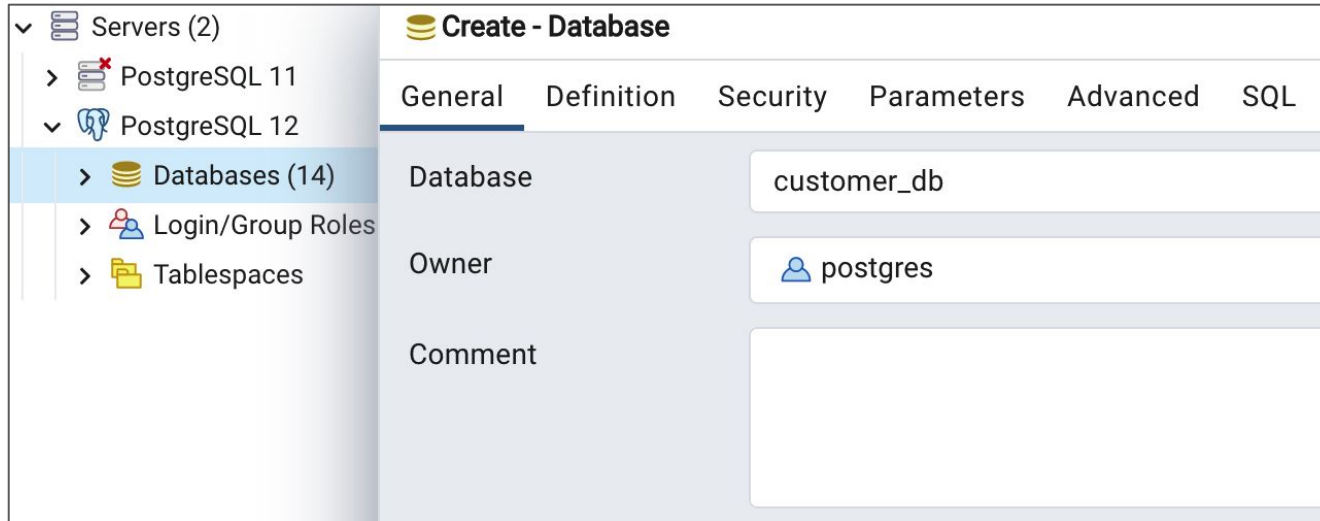 Servers (2)
PostgreSQL 11
PostgreSQL 12
Databases (14)
Login/Group Roles
Tablespaces
Create - Database
General Definition Security Parameters Advanced SQL
Database
customer_db
Owner
postgres
Comment